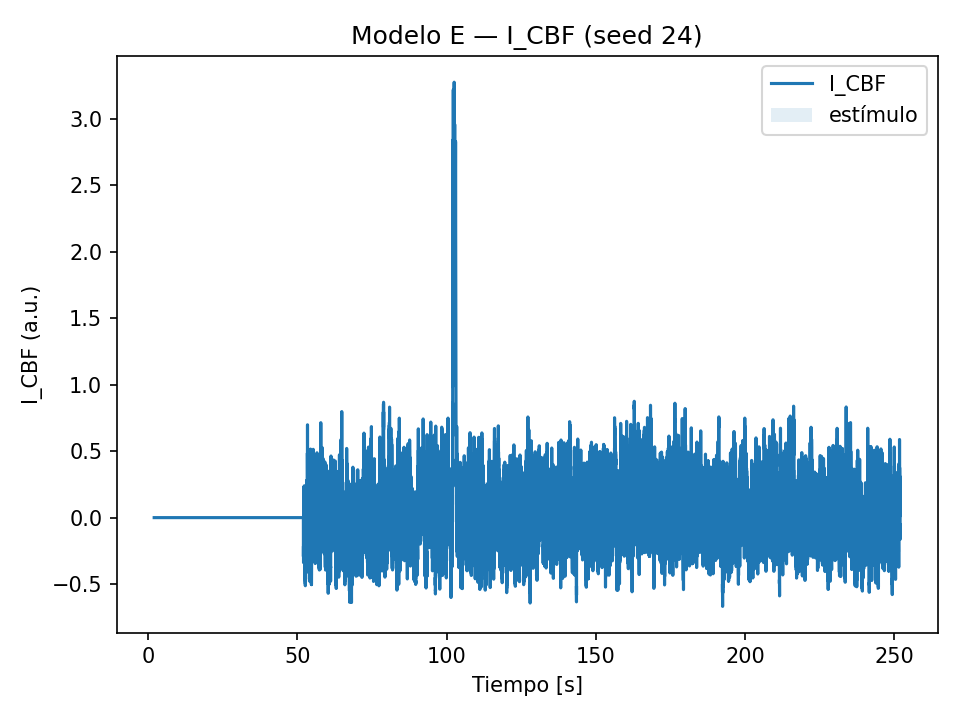 Modelo E — I_CBF (seed 24)
I_CBF
estímulo
3.0
2.5
2.0
1.5
1.0
0.5
0.0
−0.5
I_CBF (a.u.)
0 50 100 150 200 250
Tiempo [s]